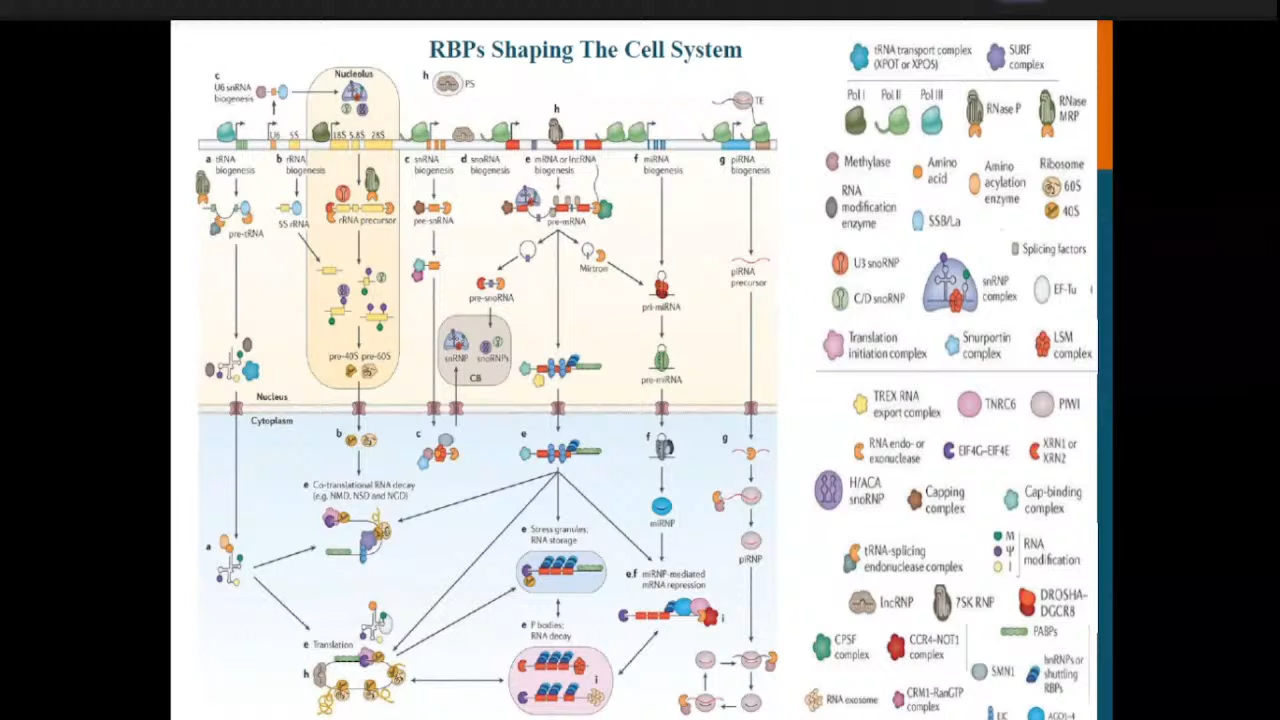 RBPs Shaping The Cell System
c
U6 snRNA
biogenesis
Nucleolus
h
PS
h
TE
U6
5S
18S 5.8S 28S
a tRNA
biogenesis
b rRNA
biogenesis
c snRNA
biogenesis
d snoRNA
biogenesis
e mRNA or lncRNA
biogenesis
f miRNA
biogenesis
g piRNA
biogenesis
pre-tRNA
5S rRNA
rRNA precursor
pre-snRNA
pre-mRNA
Mirtron
piRNA
precursor
pre-snoRNA
pri-miRNA
snRNP
snoRNPs
CB
pre-40S pre-60S
pre-miRNA
Nucleus
Cytoplasm
b
c
e
f
g
e Co-translational RNA decay
(e.g. NMD, NSD and NGD)
miRNP
e Stress granules;
RNA storage
a
piRNP
e,f miRNP-mediated
mRNA repression
i
e P bodies;
RNA decay
e Translation
h
i
tRNA transport complex
(XPOT or XPO5)
SURF
complex
Pol I
Pol II
Pol III
RNase P
RNase
MRP
Methylase
Amino
acid
Amino
acylation
enzyme
Ribosome
60S
40S
RNA
modification
enzyme
SSB/La
Splicing factors
U3 snoRNP
snRNP
complex
EF-Tu
C/D snoRNP
Translation
initiation complex
Snurportin
complex
LSM
complex
TREX RNA
export complex
TNRC6
PIWI
RNA endo- or
exonuclease
EIF4G–EIF4E
XRN1 or
XRN2
H/ACA
snoRNP
Capping
complex
Cap-binding
complex
tRNA-splicing
endonuclease complex
M
Ψ
I
RNA
modification
lncRNP
7SK RNP
DROSHA–
DGCR8
CPSF
complex
CCR4–NOT1
complex
PABPs
SMN1
hnRNPs or
shuttling
RBPs
RNA exosome
CRM1–RanGTP
complex
EJC
AGO1–4